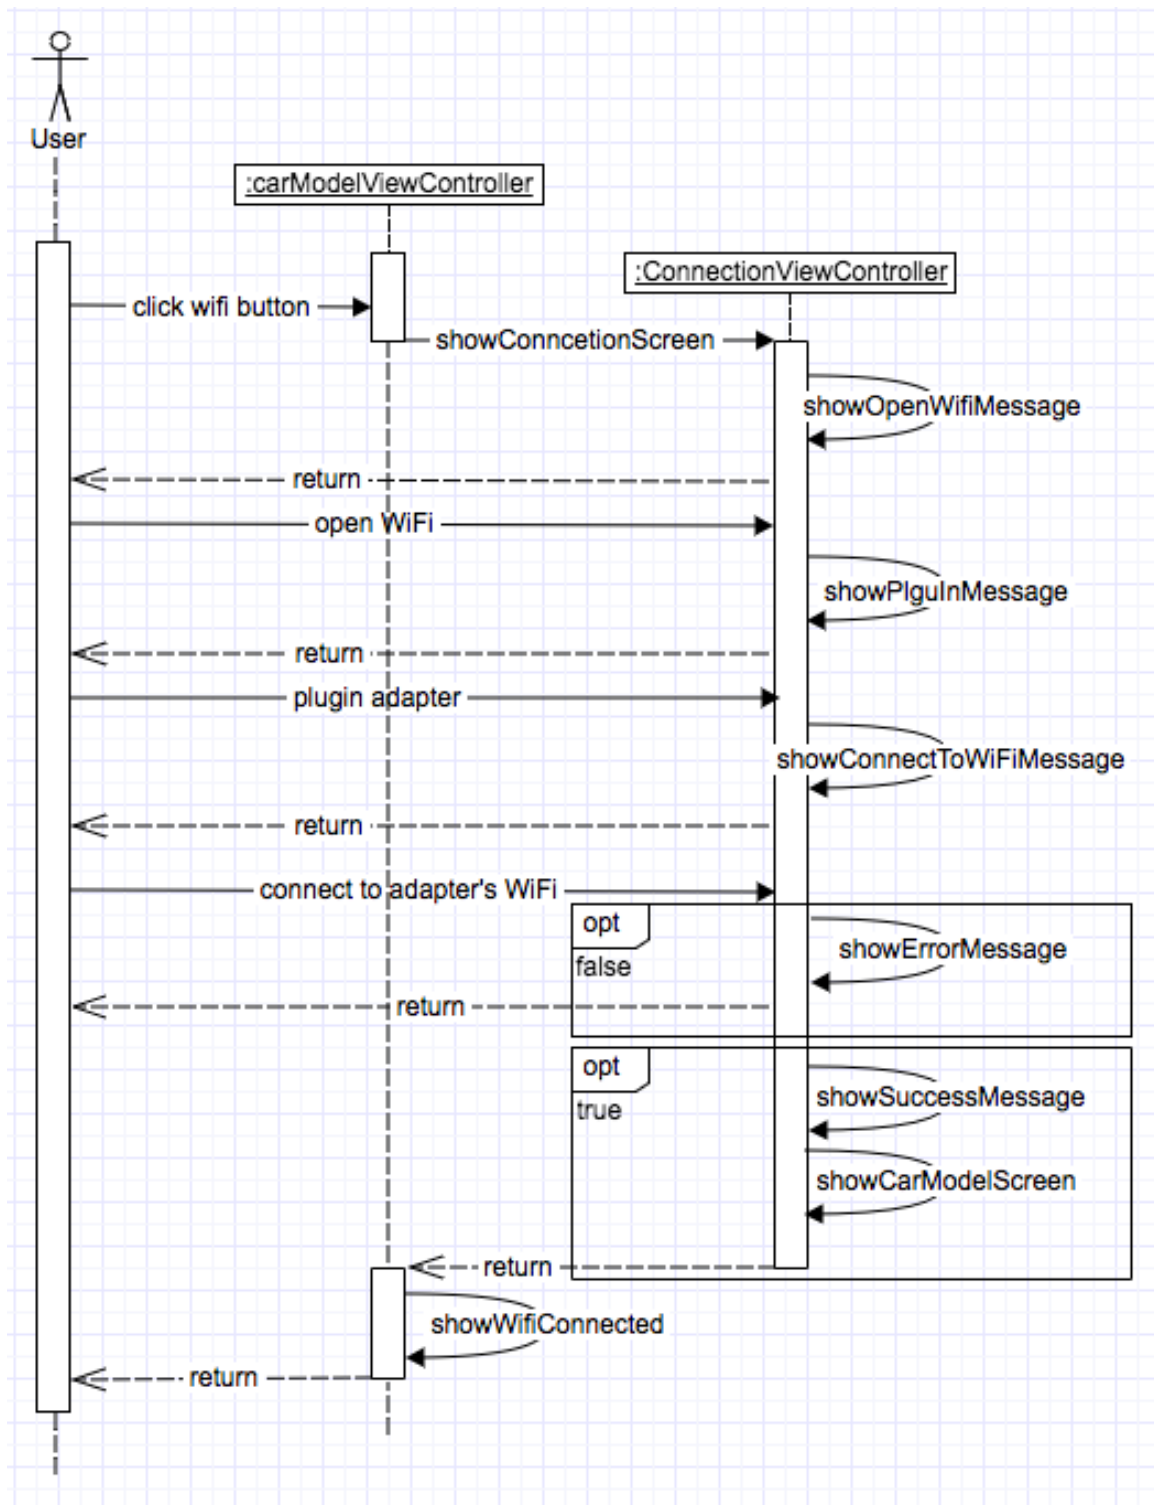 User
:carModelViewController
:ConnectionViewController
click wifi button
showConncetionScreen
showOpenWifiMessage
return
open WiFi
showPlguInMessage
return
plugin adapter
showConnectToWiFiMessage
return
connect to adapter's WiFi
opt
false
showErrorMessage
return
opt
true
showSuccessMessage
showCarModelScreen
return
showWifiConnected
return